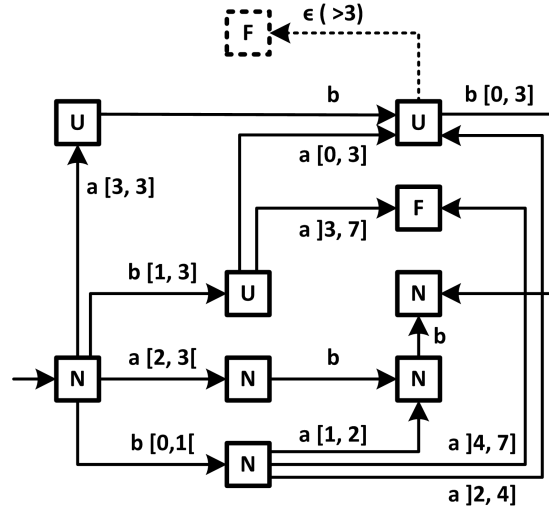 F
ϵ ( >3)
U
b
U
b [0, 3]
a [0, 3]
a [3, 3]
F
a ]3, 7]
b [1, 3]
U
N
b
N
a [2, 3[
N
b
N
b [0,1[
N
a [1, 2]
a ]4, 7]
a ]2, 4]